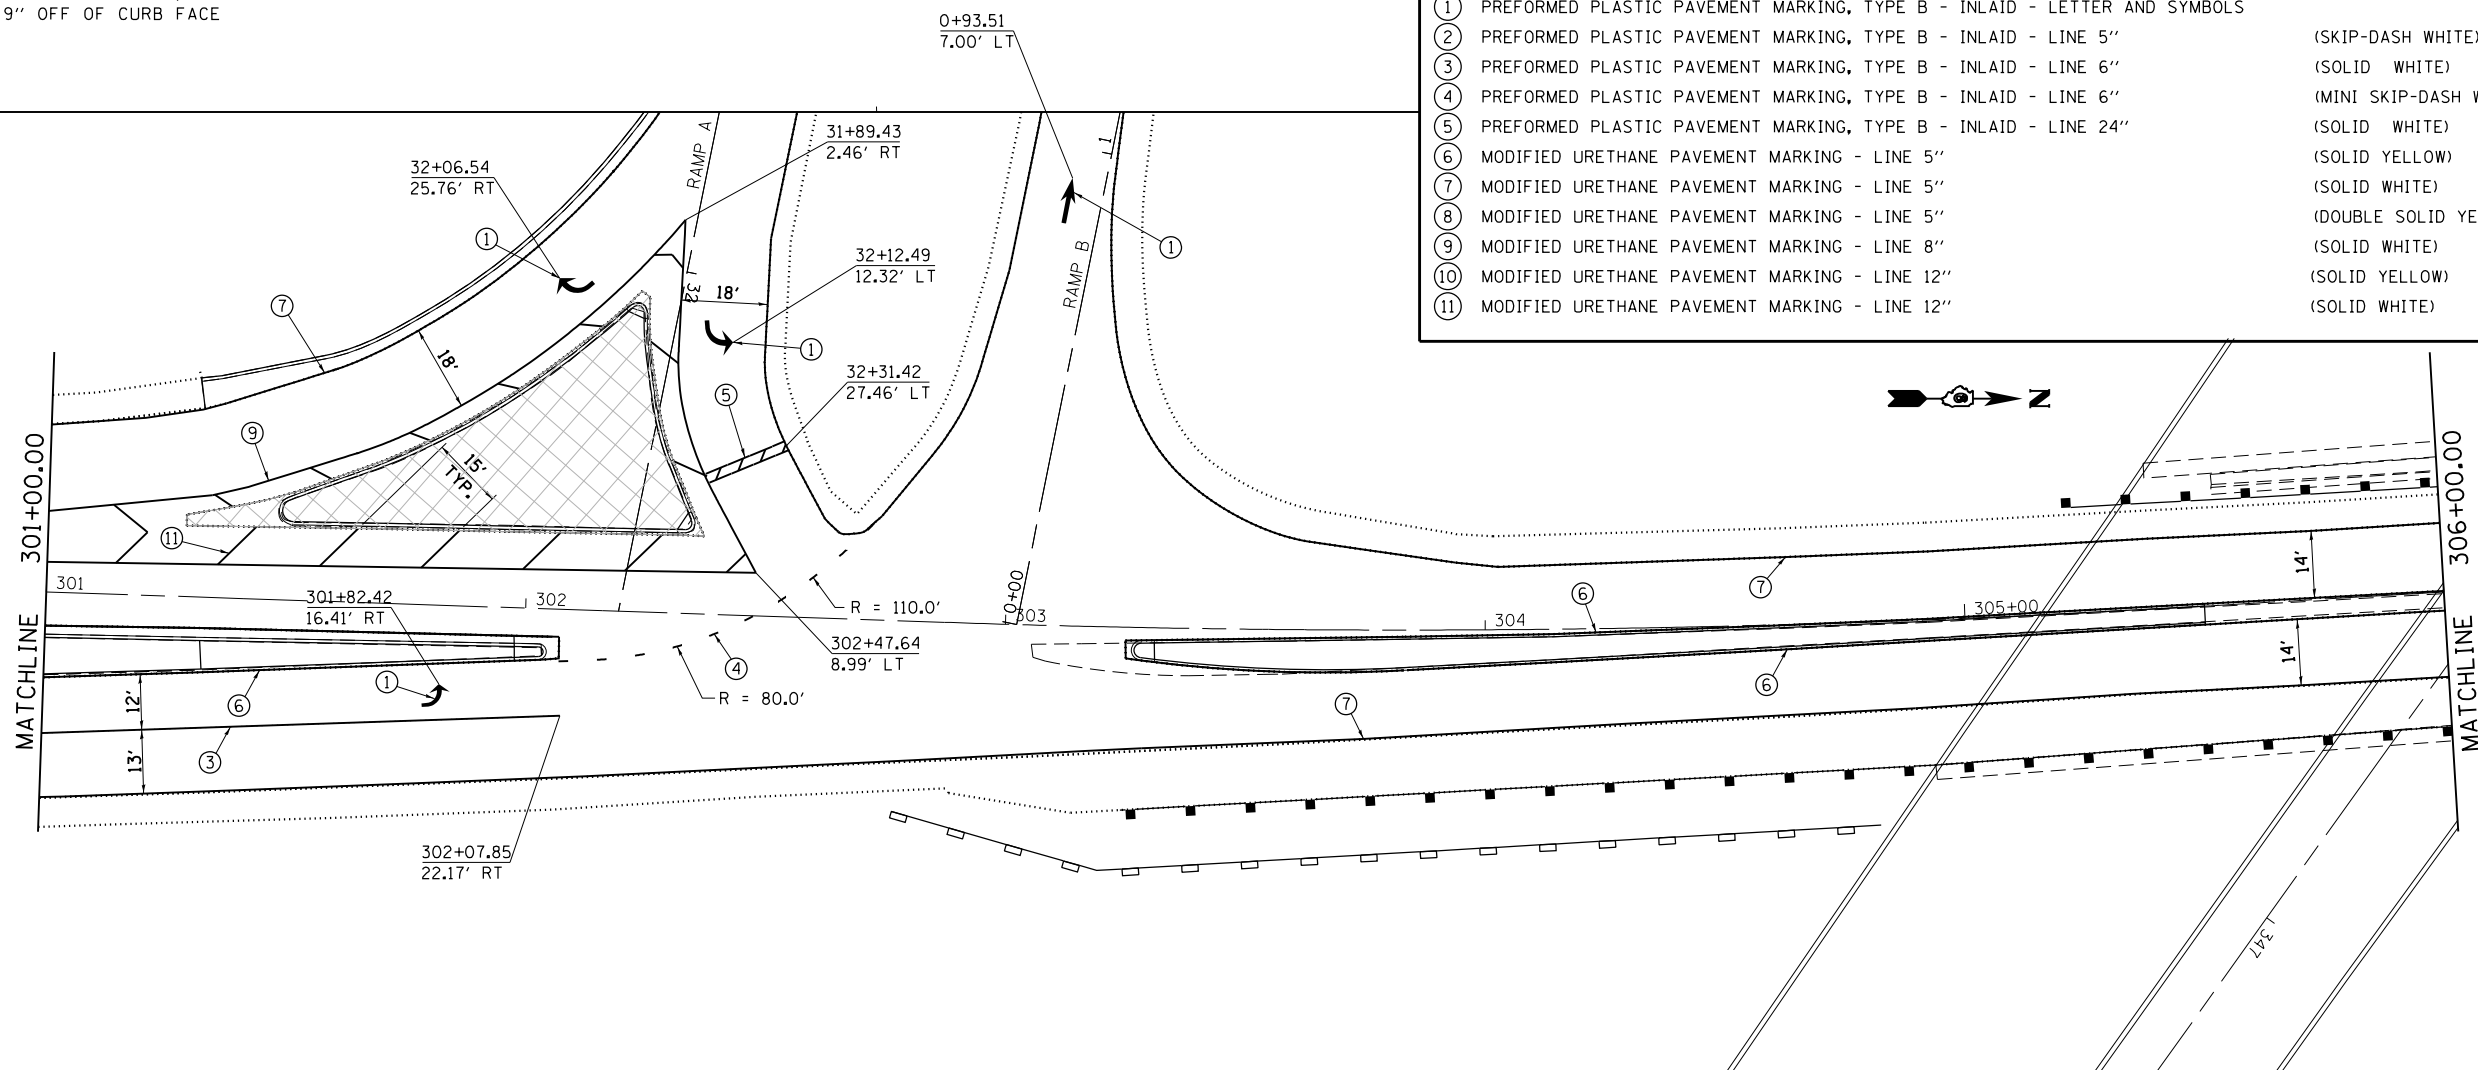 9'' OFF OF CURB FACE
1 PREFORMED PLASTIC PAVEMENT MARKING, TYPE B - INLAID - LETTER AND SYMBOLS
2 PREFORMED PLASTIC PAVEMENT MARKING, TYPE B - INLAID - LINE 5'' (SKIP-DASH WHITE)
3 PREFORMED PLASTIC PAVEMENT MARKING, TYPE B - INLAID - LINE 6'' (SOLID WHITE)
4 PREFORMED PLASTIC PAVEMENT MARKING, TYPE B - INLAID - LINE 6'' (MINI SKIP-DASH W
5 PREFORMED PLASTIC PAVEMENT MARKING, TYPE B - INLAID - LINE 24'' (SOLID WHITE)
6 MODIFIED URETHANE PAVEMENT MARKING - LINE 5'' (SOLID YELLOW)
7 MODIFIED URETHANE PAVEMENT MARKING - LINE 5'' (SOLID WHITE)
8 MODIFIED URETHANE PAVEMENT MARKING - LINE 5'' (DOUBLE SOLID YE
9 MODIFIED URETHANE PAVEMENT MARKING - LINE 8'' (SOLID WHITE)
10 MODIFIED URETHANE PAVEMENT MARKING - LINE 12'' (SOLID YELLOW)
11 MODIFIED URETHANE PAVEMENT MARKING - LINE 12'' (SOLID WHITE)
0+93.51
7.00' LT
31+89.43
2.46' RT
32+06.54
25.76' RT
RAMP A
1
1
1
32+12.49
12.32' LT
RAMP B
32
18'
7
1
18'
32+31.42
27.46' LT
5
N
9
15'
TYP.
11
MATCHLINE 301+00.00
MATCHLINE 306+00.00
14'
301
301+82.42
16.41' RT
302
R = 110.0'
0+00
303
304
6
7
305+00
302+47.64
8.99' LT
4
14'
1
6
R = 80.0'
6
12'
7
3
13'
302+07.85
22.17' RT
347